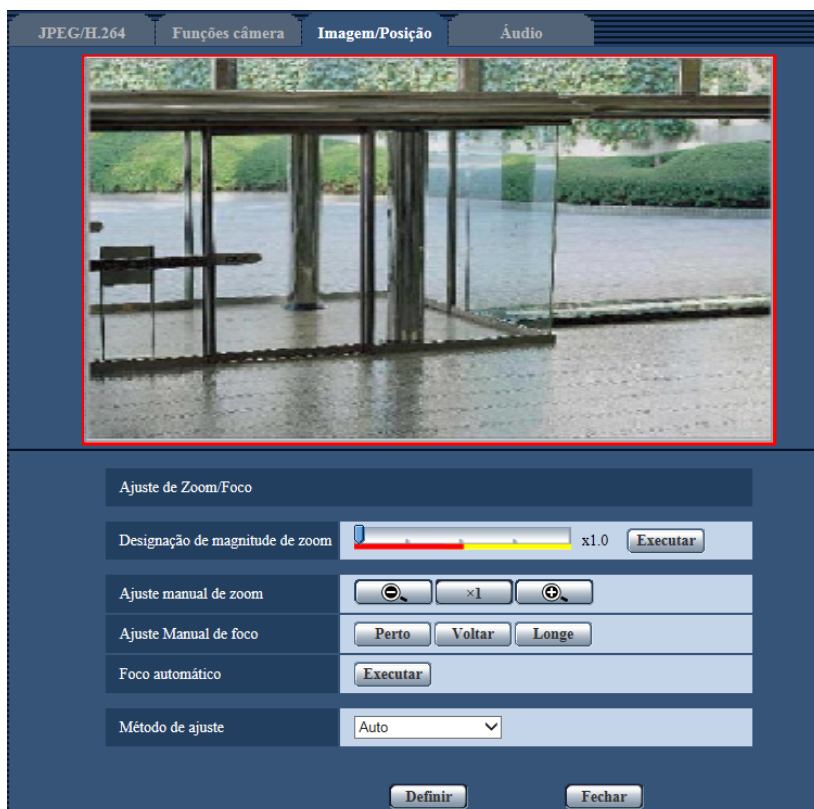 JPEG/H.264 Funções câmera Imagem/Posição Áudio
Ajuste de Zoom/Foco
Designação de magnitude de zoom x1.0 Executar
Ajuste manual de zoom ×1
Ajuste Manual de foco Perto Voltar Longe
Foco automático Executar
Método de ajuste Auto
Definir Fechar